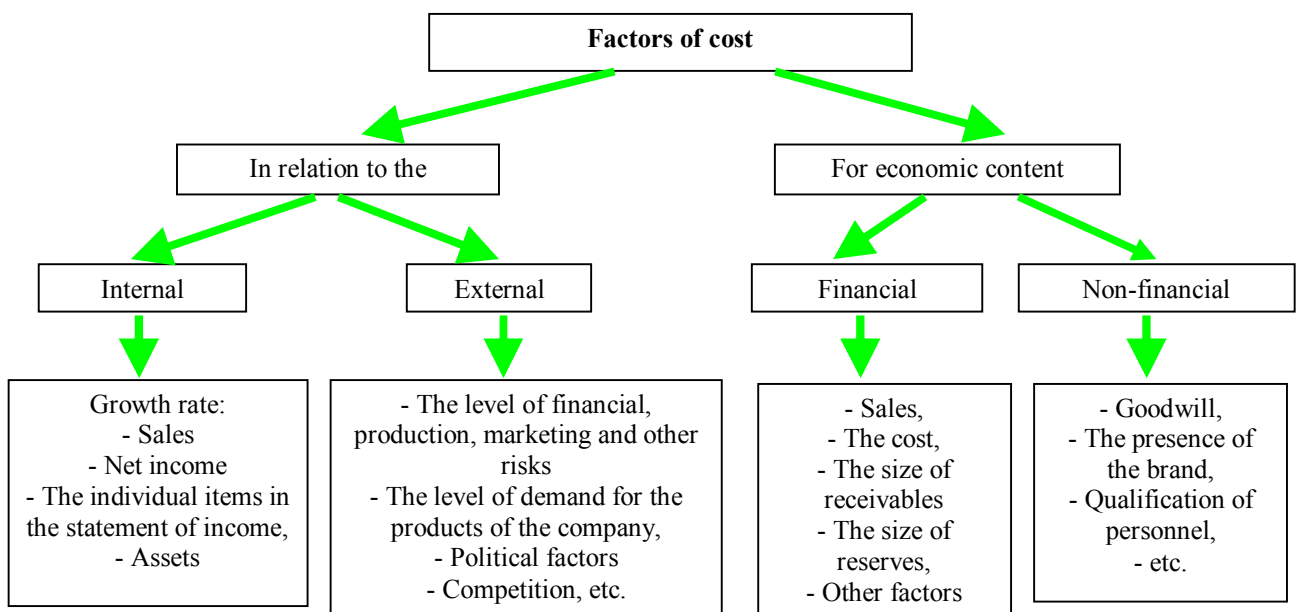 Factors of cost
In relation to the
For economic content
Internal
External
Financial
Non-financial
Growth rate:
- Sales
- Net income
- The individual items in
the statement of income,
- Assets
- The level of financial,
production, marketing and other
risks
- The level of demand for the
products of the company,
- Political factors
- Competition, etc.
- Sales,
- The cost,
- The size of
receivables
- The size of
reserves,
- Other factors
- Goodwill,
- The presence of
the brand,
- Qualification of
personnel,
- etc.